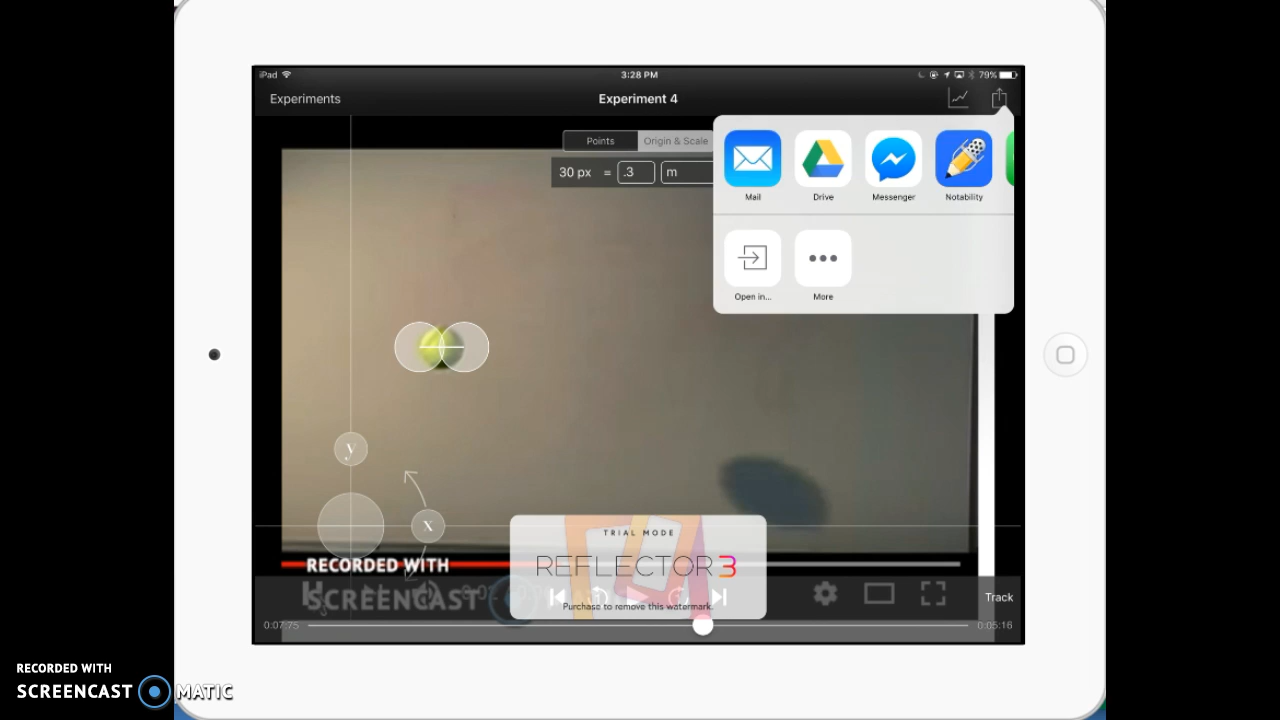 iPad 3:28 PM 79%
Experiments Experiment 4
Points Origin & Scale
30 px = .3 m
Mail Drive Messenger Notability
Open in... More
y
x
TRIAL MODE
REFLECTOR 3
Purchase to remove this watermark.
RECORDED WITH
SCREENCAST
Track
0:07.75 0:05:16
RECORDED WITH
SCREENCAST MATIC